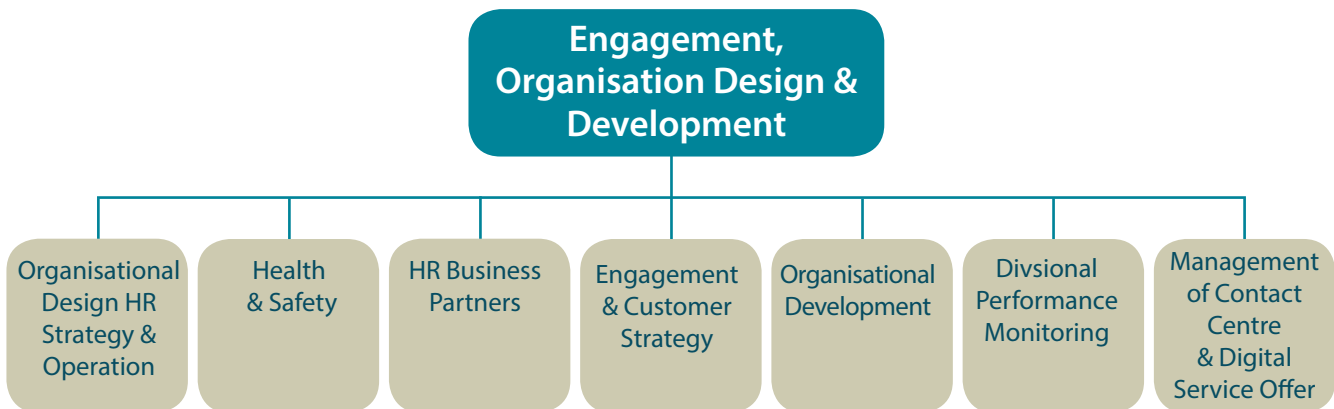 Engagement,
Organisation Design &
Development
Organisational
Design HR
Strategy &
Operation
Health
& Safety
HR Business
Partners
Engagement
& Customer
Strategy
Organisational
Development
Divsional
Performance
Monitoring
Management
of Contact
Centre
& Digital
Service Offer